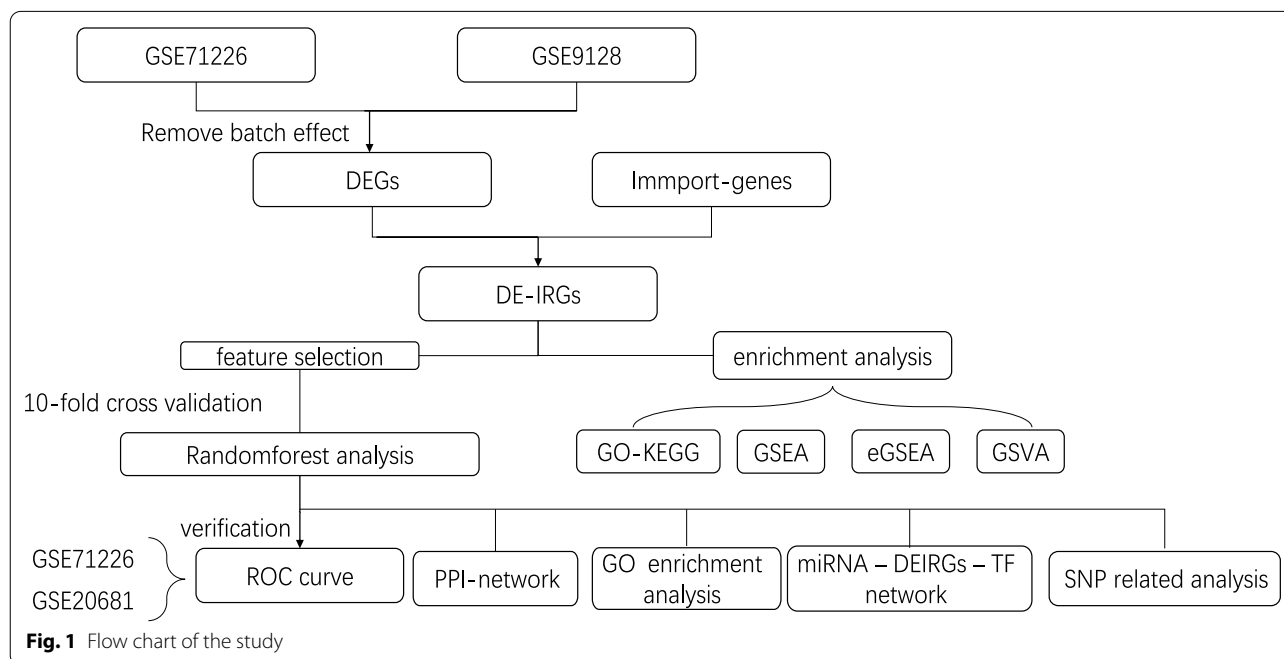 GSE71226
GSE9128
Remove batch effect
DEGs
Immport-genes
DE-IRGs
feature selection
enrichment analysis
10-fold cross validation
Randomforest analysis
GO-KEGG
GSEA
eGSEA
GSVA
verification
GSE71226
GSE20681
ROC curve
PPI-network
GO enrichment
analysis
miRNA – DEIRGs – TF
network
SNP related analysis
Fig. 1 Flow chart of the study